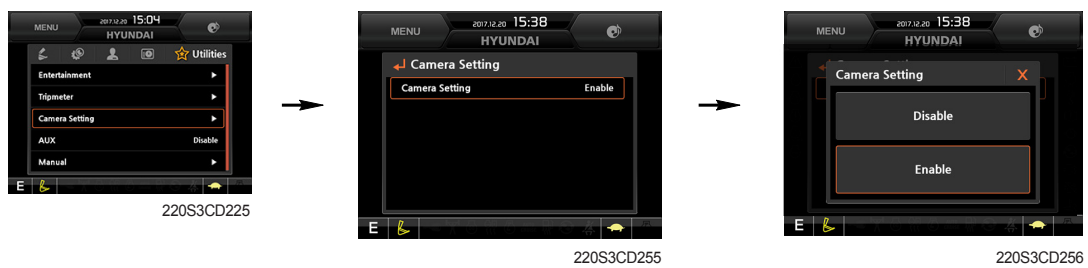 MENU
2017.12.20 15:04
HYUNDAI
Utilities
Entertainment
Tripmeter
Camera Setting
AUX Disable
Manual
E
220S3CD225
MENU
2017.12.20 15:38
HYUNDAI
Camera Setting
Camera Setting Enable
E
220S3CD255
MENU
2017.12.20 15:38
HYUNDAI
Camera Setting X
Disable
Enable
E
220S3CD256